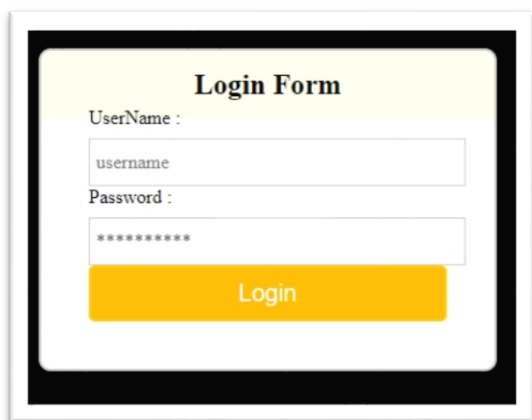 Login Form
UserName :
username
Password :
**********
Login